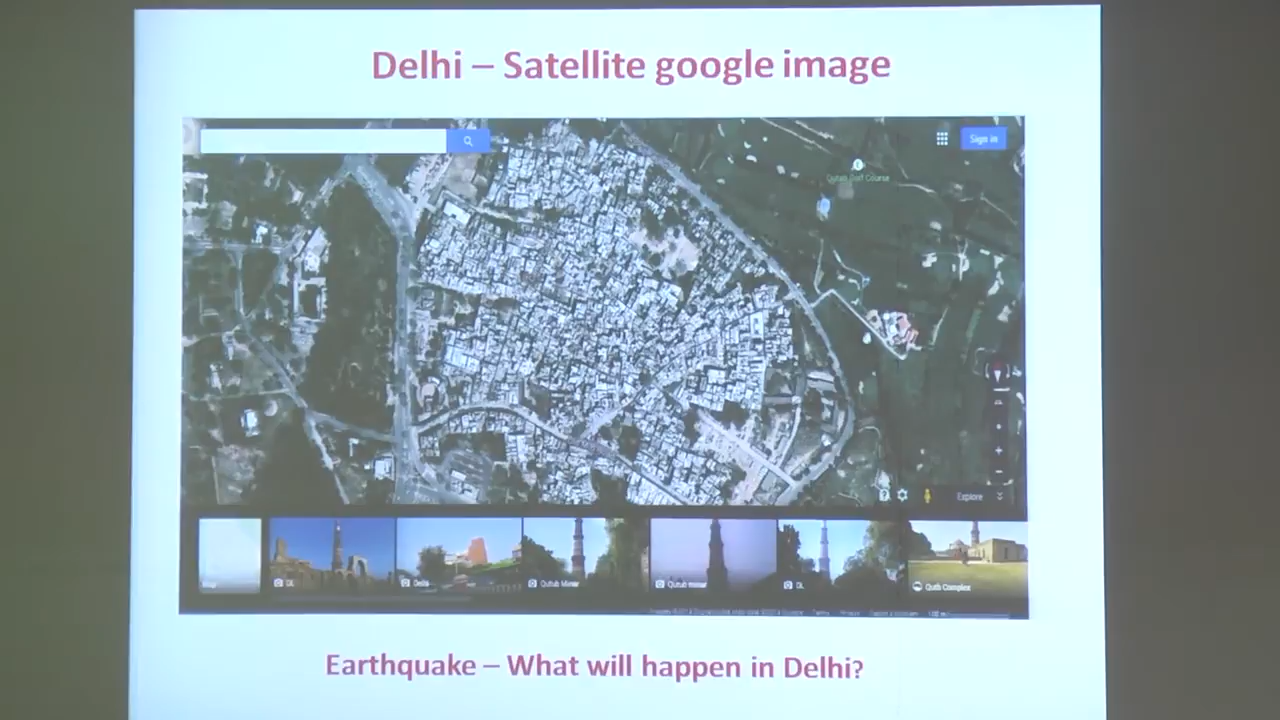 Delhi – Satellite google image
Sign in
Qutub Golf Course
Explore
DL
Delhi
Qutub Minar
Qutub minar
DL
Qutb Complex
Earthquake – What will happen in Delhi?